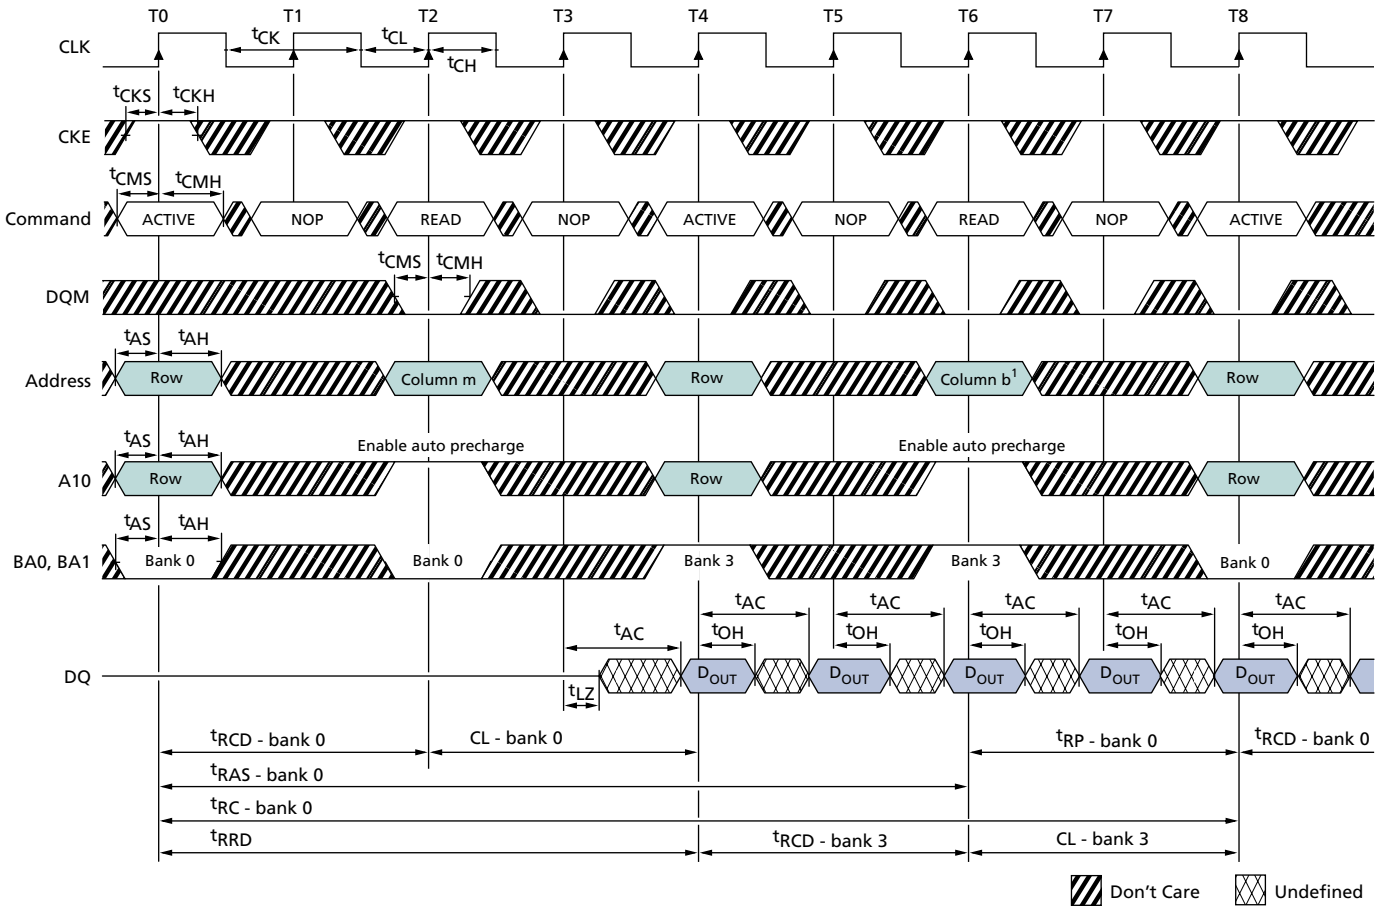 T0 T1 T2 T3 T4 T5 T6 T7 T8
CLK
tCK tCL
tCH
tCKS tCKH
CKE
tCMS tCMH
Command ACTIVE NOP READ NOP ACTIVE NOP READ NOP ACTIVE
tCMS tCMH
DQM
tAS tAH
Address Row Column m Row Column b1 Row
tAS tAH Enable auto precharge Enable auto precharge
A10 Row Row Row
tAS tAH
BA0, BA1 Bank 0 Bank 0 Bank 3 Bank 3 Bank 0
tAC tAC tAC tAC tAC
tAC tOH tOH tOH tOH tOH
DQ DOUT DOUT DOUT DOUT DOUT
tLZ
tRCD - bank 0 CL - bank 0 tRP - bank 0 tRCD - bank 0
tRAS - bank 0
tRC - bank 0
tRRD tRCD - bank 3 CL - bank 3
Don't Care Undefined